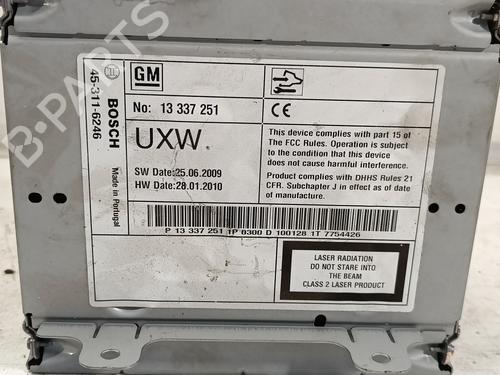 GM
No: 13 337 251
UXW
SW Date:25.06.2009
HW Date:28.01.2010
BOSCH
45-311-6246
Made in Portugal
CE
This device complies with part 15 of
The FCC Rules. Operation is subject
to the condition that this device
does not cause harmful interference.
Product complies with DHHS Rules 21
CFR. Subchapter J in effect as of date
of manufacture.
P 13 337 251 1P 0300 D 100128 1T 7754426
LASER RADIATION
DO NOT STARE INTO
THE BEAM
CLASS 2 LASER PRODUCT
B-PARTS